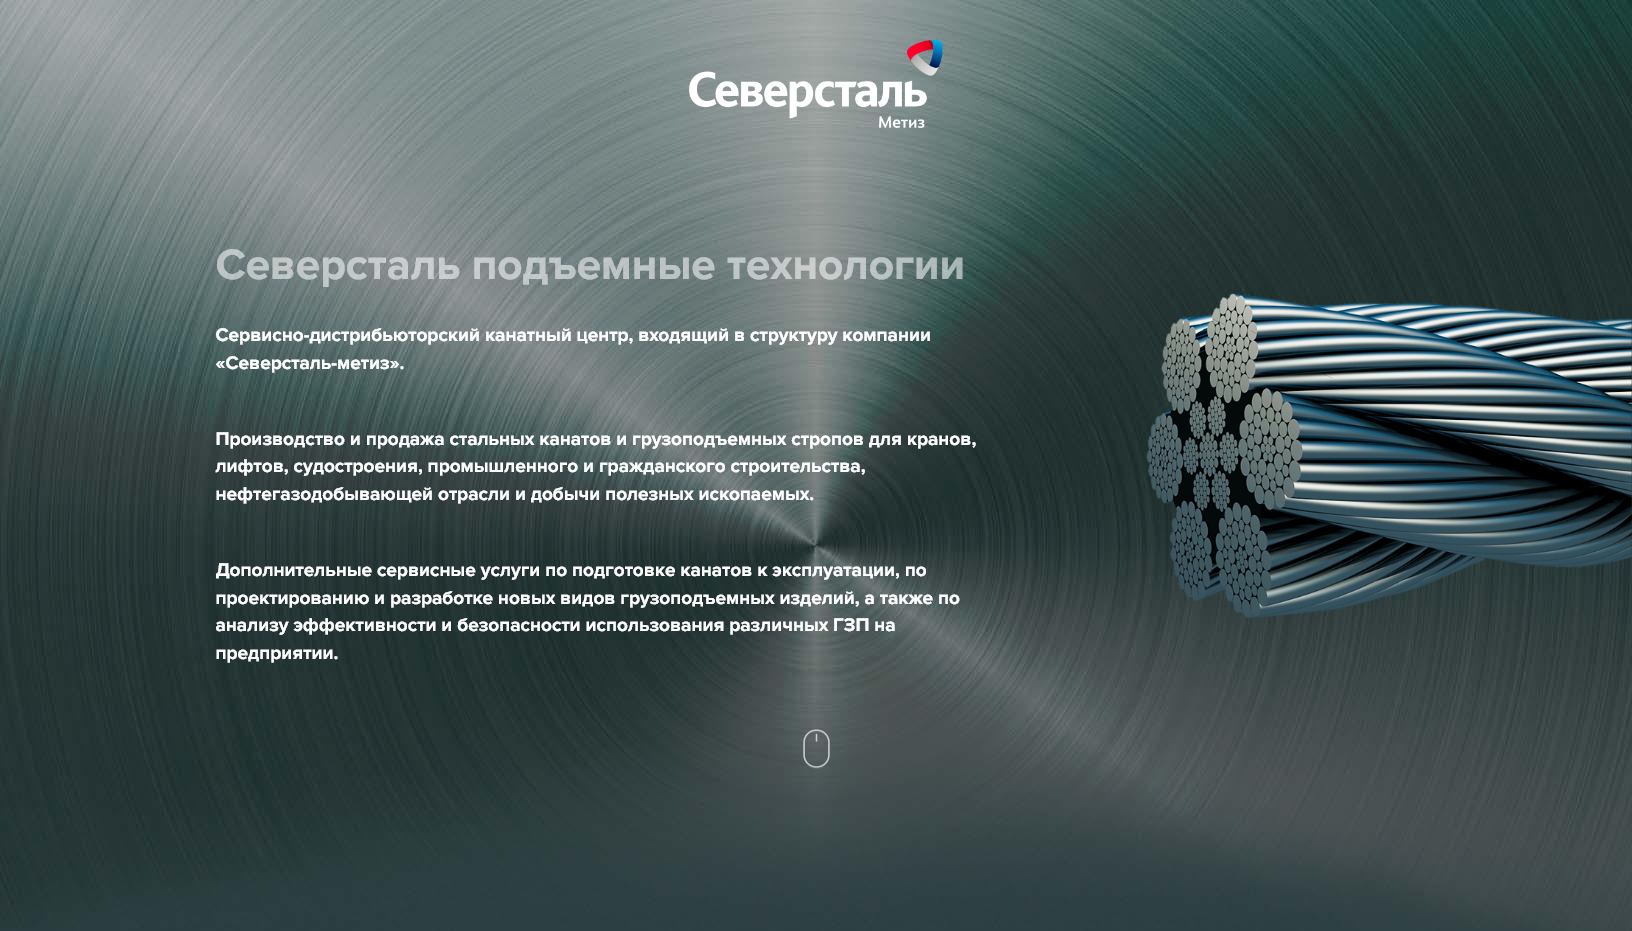 Северсталь
Метиз
Северсталь подъемные технологии
Сервисно-дистрибьюторский канатный центр, входящий в структуру компании
«Северсталь-метиз».
Производство и продажа стальных канатов и грузоподъемных стропов для кранов,
лифтов, судостроения, промышленного и гражданского строительства,
нефтегазодобывающей отрасли и добычи полезных ископаемых.
Дополнительные сервисные услуги по подготовке канатов к эксплуатации, по
проектированию и разработке новых видов грузоподъемных изделий, а также по
анализу эффективности и безопасности использования различных ГЗП на
предприятии.